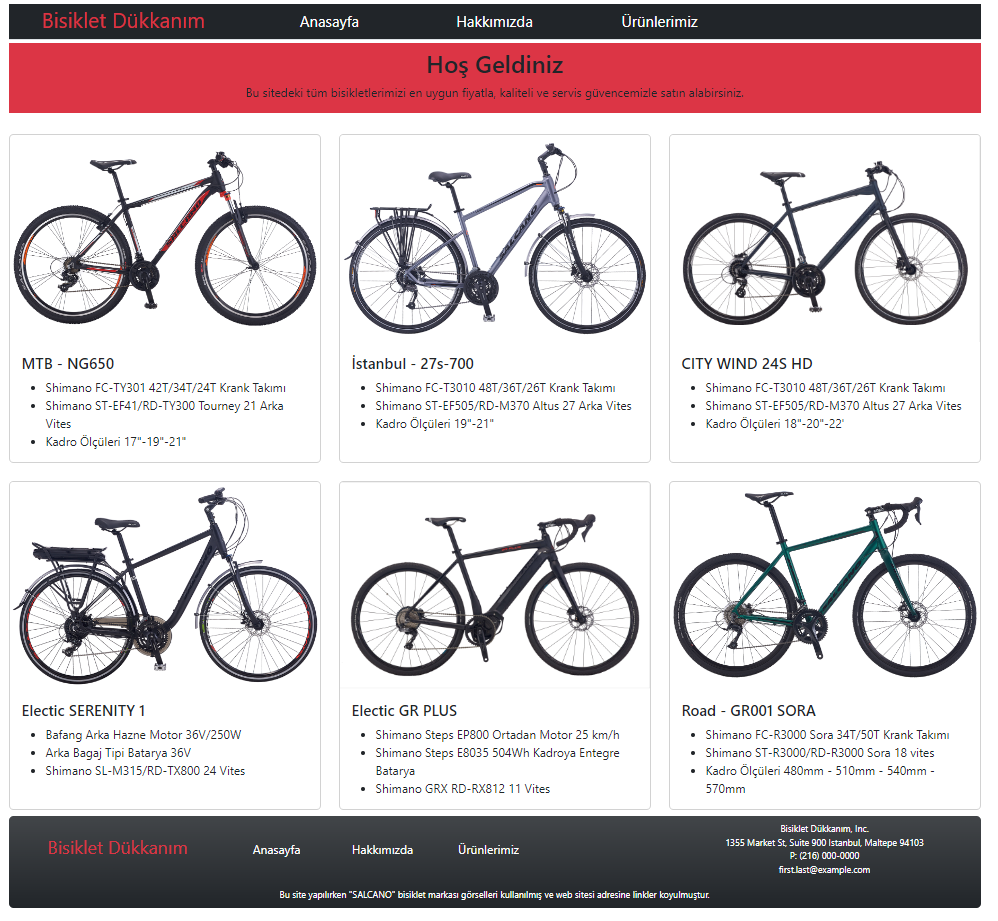 Bisiklet Dükkanım Anasayfa Hakkımızda Ürünlerimiz
Hoş Geldiniz
Bu sitedeki tüm bisikletlerimizi en uygun fiyatla, kaliteli ve servis güvencemizle satın alabirsiniz.
SALCANO
MTB - NG650
Shimano FC-TY301 42T/34T/24T Krank Takımı
Shimano ST-EF41/RD-TY300 Tourney 21 Arka
Vites
Kadro Ölçüleri 17"-19"-21"
İstanbul - 27s-700
Shimano FC-T3010 48T/36T/26T Krank Takımı
Shimano ST-EF505/RD-M370 Altus 27 Arka Vites
Kadro Ölçüleri 19"-21"
CITY WIND 24S HD
Shimano FC-T3010 48T/36T/26T Krank Takımı
Shimano ST-EF505/RD-M370 Altus 27 Arka Vites
Kadro Ölçüleri 18"-20"-22'
Electic SERENITY 1
Bafang Arka Hazne Motor 36V/250W
Arka Bagaj Tipi Batarya 36V
Shimano SL-M315/RD-TX800 24 Vites
Electic GR PLUS
Shimano Steps EP800 Ortadan Motor 25 km/h
Shimano Steps E8035 504Wh Kadroya Entegre
Batarya
Shimano GRX RD-RX812 11 Vites
Road - GR001 SORA
Shimano FC-R3000 Sora 34T/50T Krank Takımı
Shimano ST-R3000/RD-R3000 Sora 18 vites
Kadro Ölçüleri 480mm - 510mm - 540mm -
570mm
Bisiklet Dükkanım Anasayfa Hakkımızda Ürünlerimiz
Bisiklet Dükkanım, Inc.
1355 Market St, Suite 900 Istanbul, Maltepe 94103
P: (216) 000-0000
first.last@example.com
Bu site yapılırken "SALCANO" bisiklet markası görselleri kullanılmış ve web sitesi adresine linkler koyulmuştur.